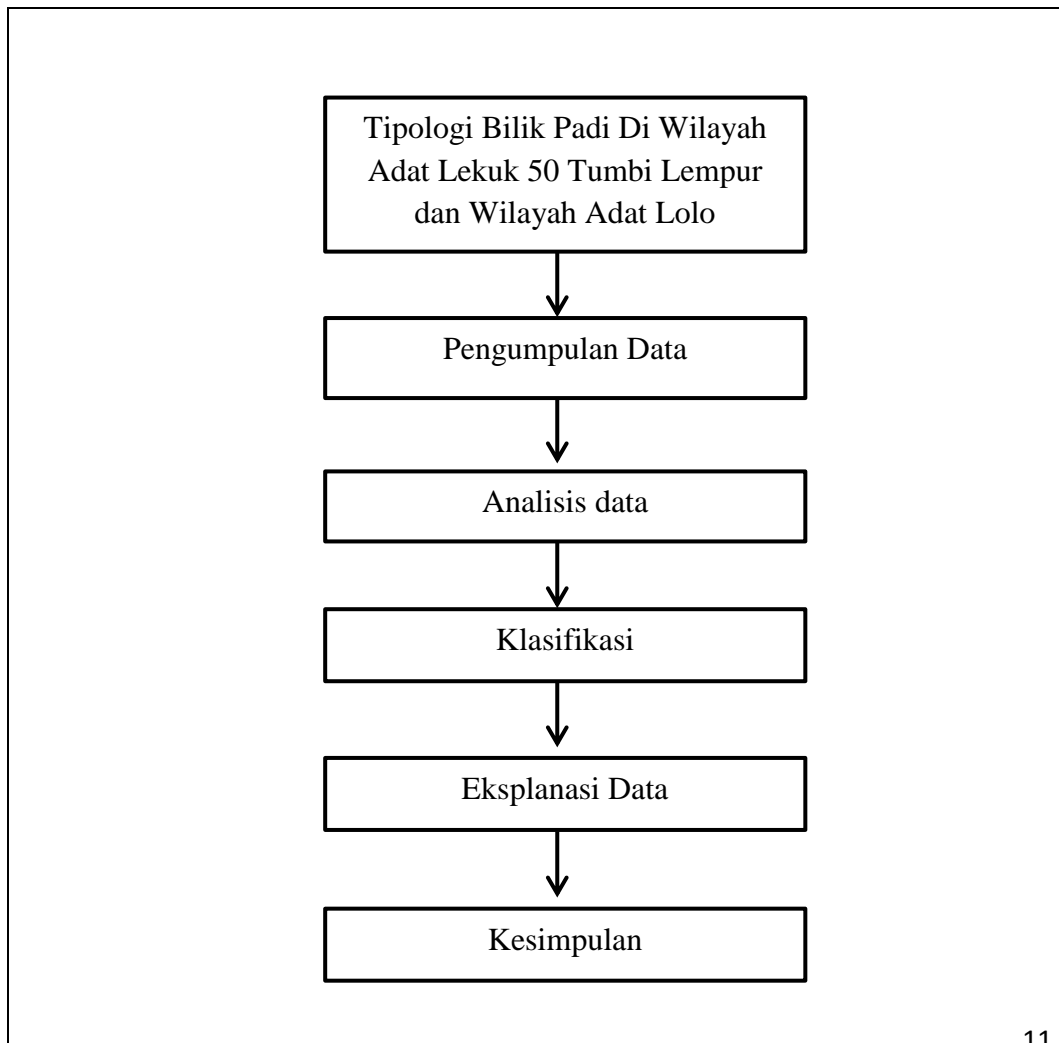 Tipologi Bilik Padi Di Wilayah
Adat Lekuk 50 Tumbi Lempur
dan Wilayah Adat Lolo
Pengumpulan Data
Analisis data
Klasifikasi
Eksplanasi Data
Kesimpulan
11